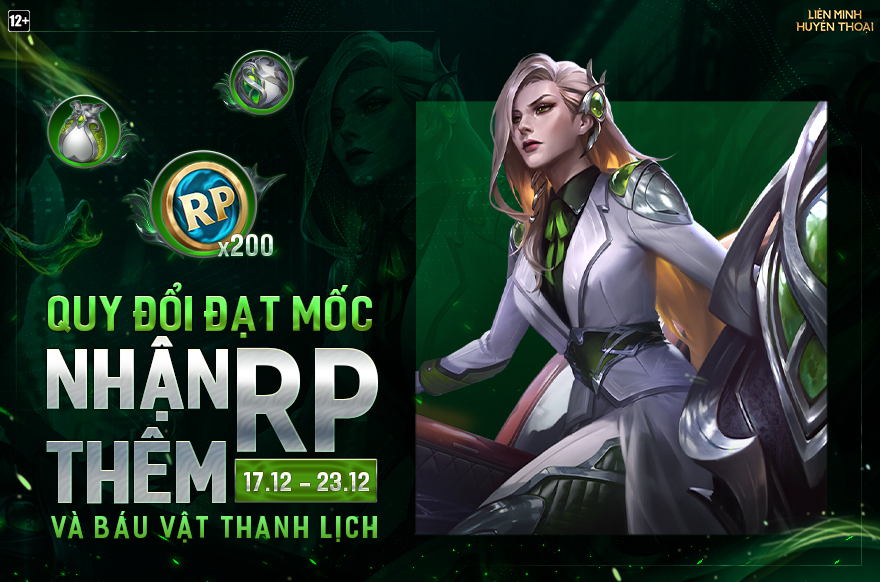 12+
LIÊN MINH
HUYỀN THOẠI
RP
x200
QUY ĐỔI ĐẠT MỐC
NHẬN RP
THÊM
17.12 – 23.12
VÀ BÁU VẬT THANH LỊCH